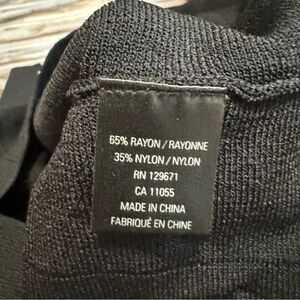 65% RAYON / RAYONNE
35% NYLON / NYLON
RN 129671
CA 11055
MADE IN CHINA
FABRIQUÉ EN CHINE